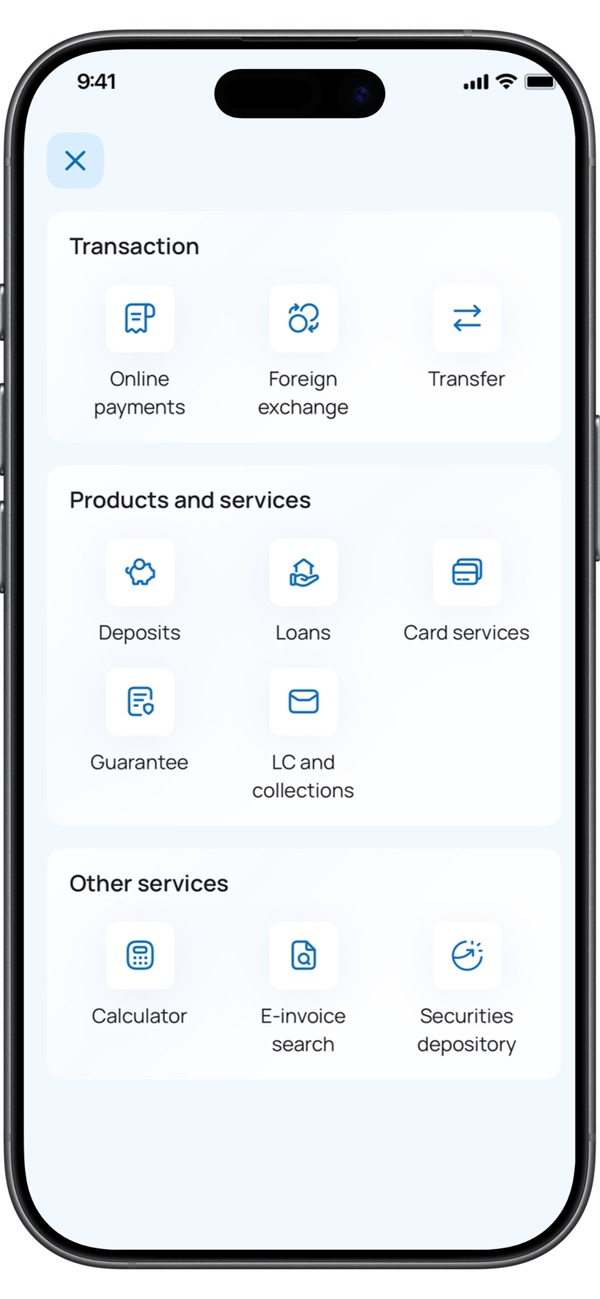 9:41
Transaction
Online
payments
Foreign
exchange
Transfer
Products and services
Deposits
Loans
Card services
Guarantee
LC and
collections
Other services
Calculator
E-invoice
search
Securities
depository